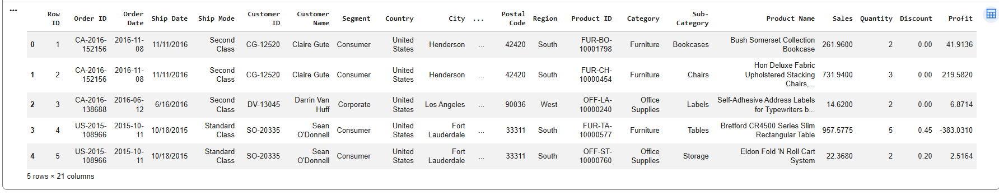 ...
Row ID Order ID Order Date Ship Date Ship Mode Customer ID Customer Name Segment Country City ... Postal Code Region Product ID Category Sub-Category Product Name Sales Quantity Discount Profit
0 1 CA-2016-152156 2016-11-08 11/11/2016 Second Class CG-12520 Claire Gute Consumer United States Henderson ... 42420 South FUR-BO-10001798 Furniture Bookcases Bush Somerset Collection Bookcase 261.9600 2 0.00 41.9136
1 2 CA-2016-152156 2016-11-08 11/11/2016 Second Class CG-12520 Claire Gute Consumer United States Henderson ... 42420 South FUR-CH-10000454 Furniture Chairs Hon Deluxe Fabric Upholstered Stacking Chairs,... 731.9400 3 0.00 219.5820
2 3 CA-2016-138688 2016-06-12 6/16/2016 Second Class DV-13045 Darrin Van Huff Corporate United States Los Angeles ... 90036 West OFF-LA-10000240 Office Supplies Labels Self-Adhesive Address Labels for Typewriters b... 14.6200 2 0.00 6.8714
3 4 US-2015-108966 2015-10-11 10/18/2015 Standard Class SO-20335 Sean O'Donnell Consumer United States Fort Lauderdale ... 33311 South FUR-TA-10000577 Furniture Tables Bretford CR4500 Series Slim Rectangular Table 957.5775 5 0.45 -383.0310
4 5 US-2015-108966 2015-10-11 10/18/2015 Standard Class SO-20335 Sean O'Donnell Consumer United States Fort Lauderdale ... 33311 South OFF-ST-10000760 Office Supplies Storage Eldon Fold 'N Roll Cart System 22.3680 2 0.20 2.5164
5 rows × 21 columns